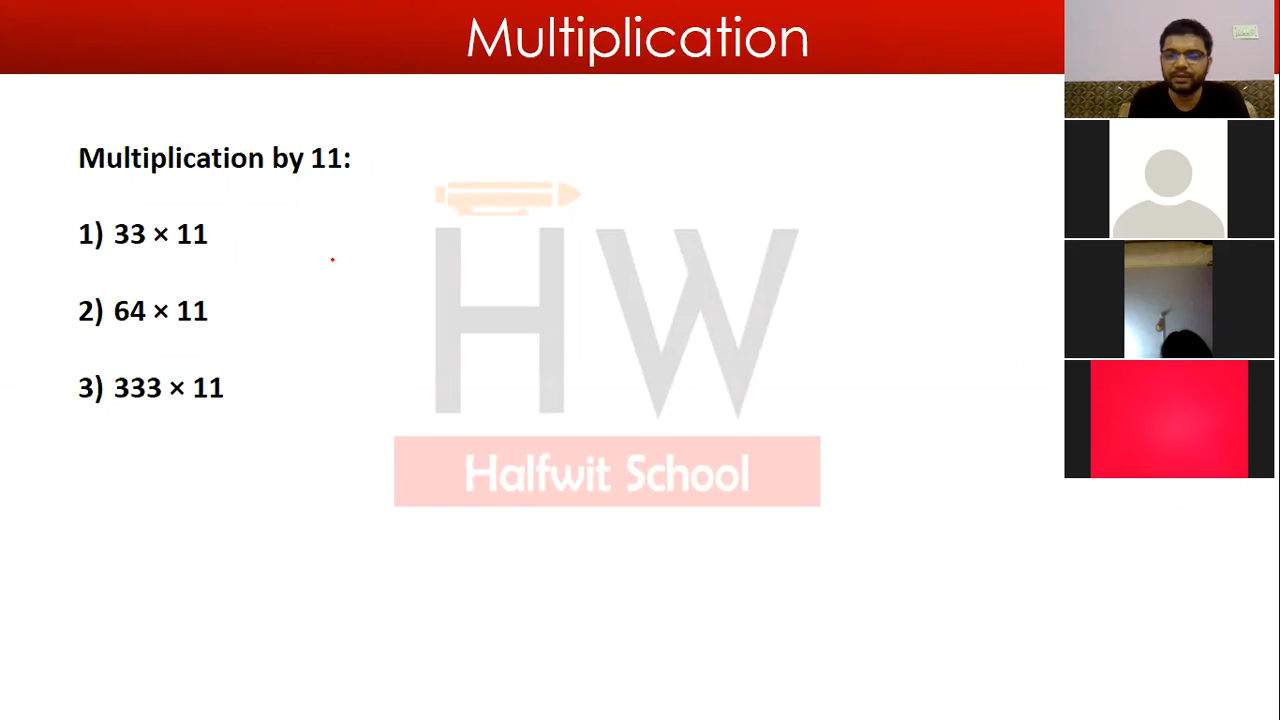 Multiplication
Multiplication by 11:
1) 33 × 11
2) 64 × 11
3) 333 × 11
HW
Halfwit School